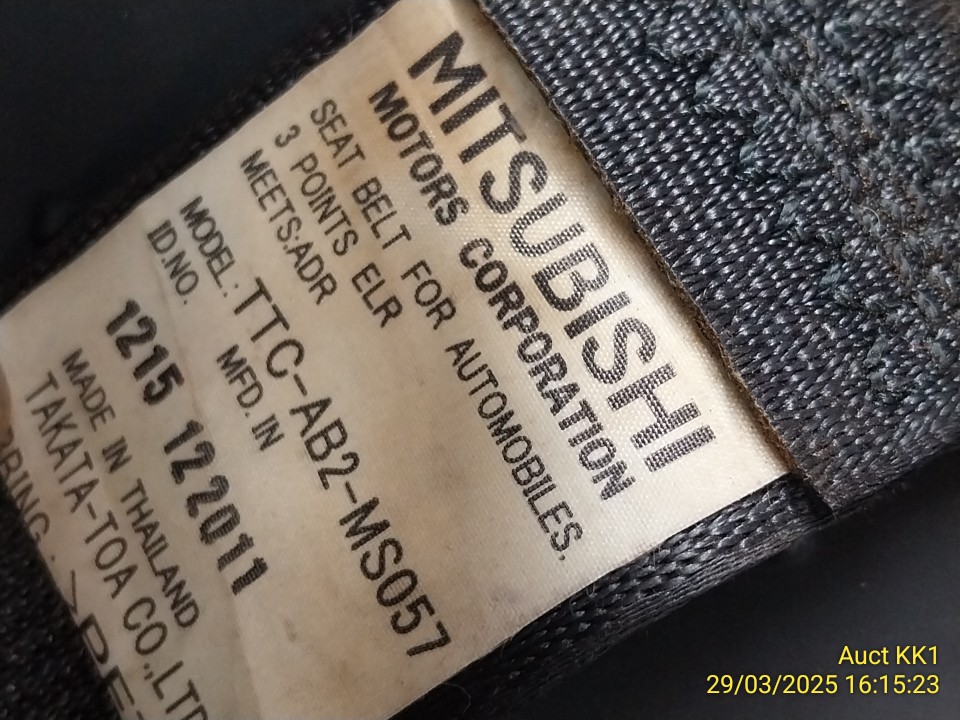 MITSUBISHI
MOTORS CORPORATION
SEAT BELT FOR AUTOMOBILES.
3 POINTS ELR
MEETS:ADR
MODEL: TTC-AB2-MS057
ID.NO. MFD. IN
1215 122011
MADE IN THAILAND
TAKATA-TOA CO.,LTD
Auct KK1
29/03/2025 16:15:23